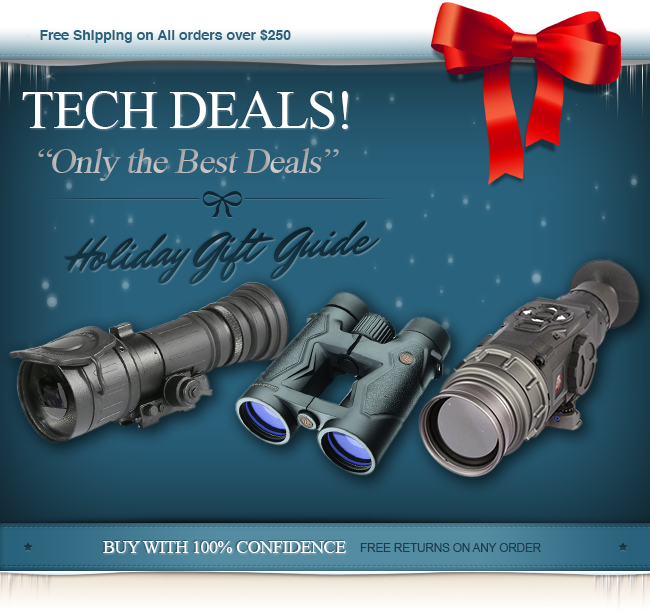 Free Shipping on All orders over $250
TECH DEALS!
“Only the Best Deals”
Holiday Gift Guide
BUY WITH 100% CONFIDENCE FREE RETURNS ON ANY ORDER